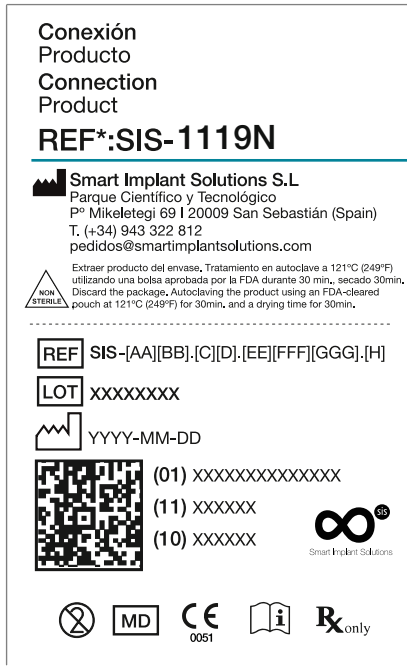 Conexión
Producto
Connection
Product
REF*:SIS-1119N
Smart Implant Solutions S.L
Parque Científico y Tecnológico
Pº Mikeletegi 69 I 20009 San Sebastián (Spain)
T. (+34) 943 322 812
pedidos@smartimplantsolutions.com
NON
STERILE
Extraer producto del envase. Tratamiento en autoclave a 121ºC (249ºF)
utilizando una bolsa aprobada por la FDA durante 30 min., secado 30min.
Discard the package. Autoclaving the product using an FDA-cleared
pouch at 121ºC (249ºF) for 30min. and a drying time for 30min.
REF SIS-[AA][BB].[C][D].[EE][FFF][GGG].[H]
LOT XXXXXXXX
YYYY-MM-DD
(01) XXXXXXXXXXXXXX
(11) XXXXXX
(10) XXXXXX
sis
Smart Implant Solutions
2 MD CE i Rx only
0051